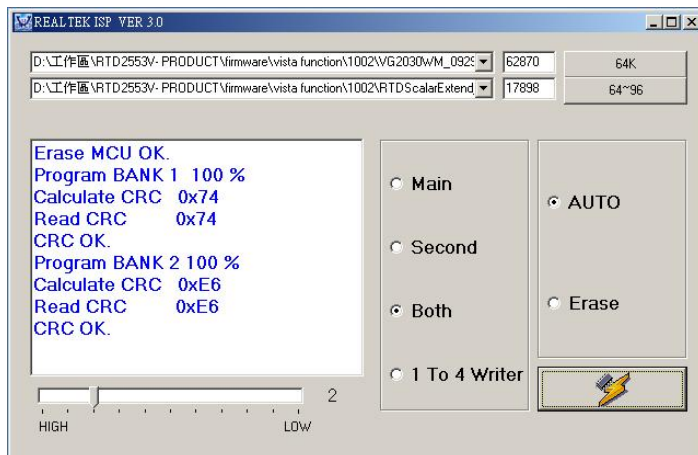 REALTEK ISP VER 3.0
D:\工作區\RTD2553V- PRODUCT\firmware\vista function\1002\VG2030WM_0929 62870 64K
D:\工作區\RTD2553V- PRODUCT\firmware\vista function\1002\RTDScalarExtend_ 17898 64~96
Erase MCU OK.
Program BANK 1 100 %
Calculate CRC 0x74
Read CRC 0x74
CRC OK.
Program BANK 2 100 %
Calculate CRC 0xE6
Read CRC 0xE6
CRC OK.
Main
Second
Both
1 To 4 Writer
AUTO
Erase
2
HIGH LOW